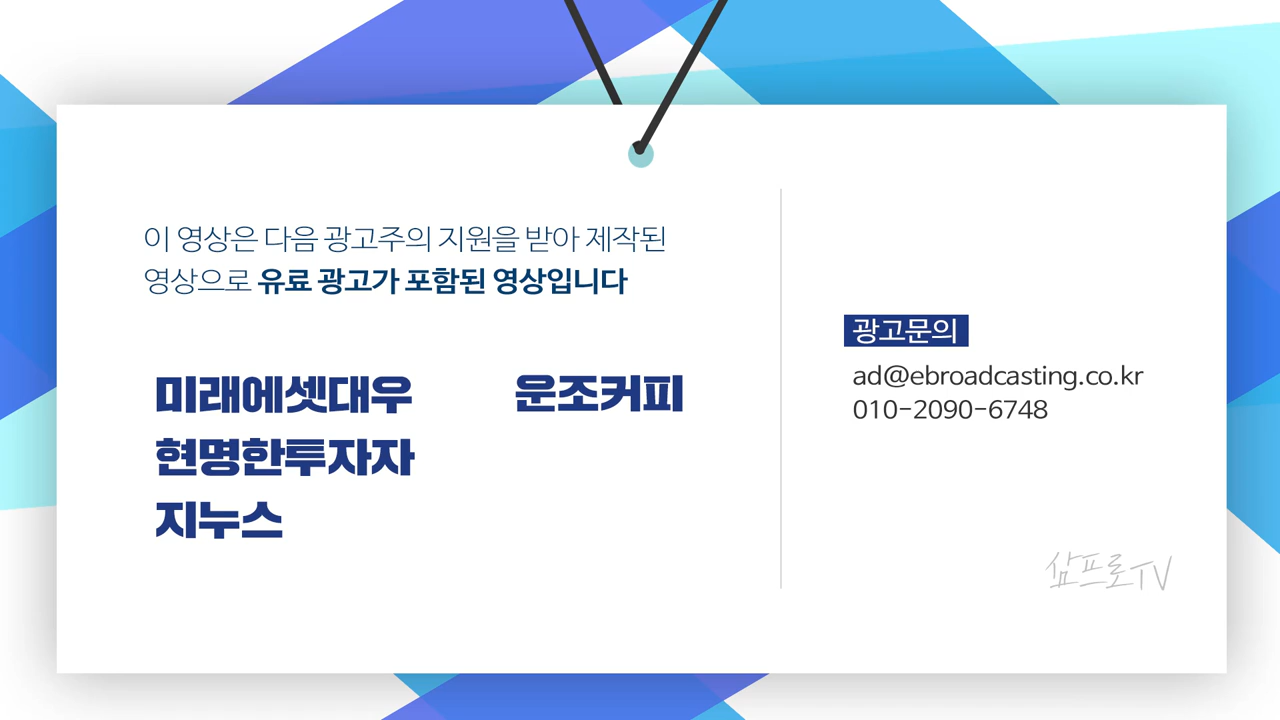 이 영상은 다음 광고주의 지원을 받아 제작된
영상으로 유료 광고가 포함된 영상입니다
미래에셋대우
운조커피
현명한투자자
지누스
광고문의
ad@ebroadcasting.co.kr
010-2090-6748
삼프로TV